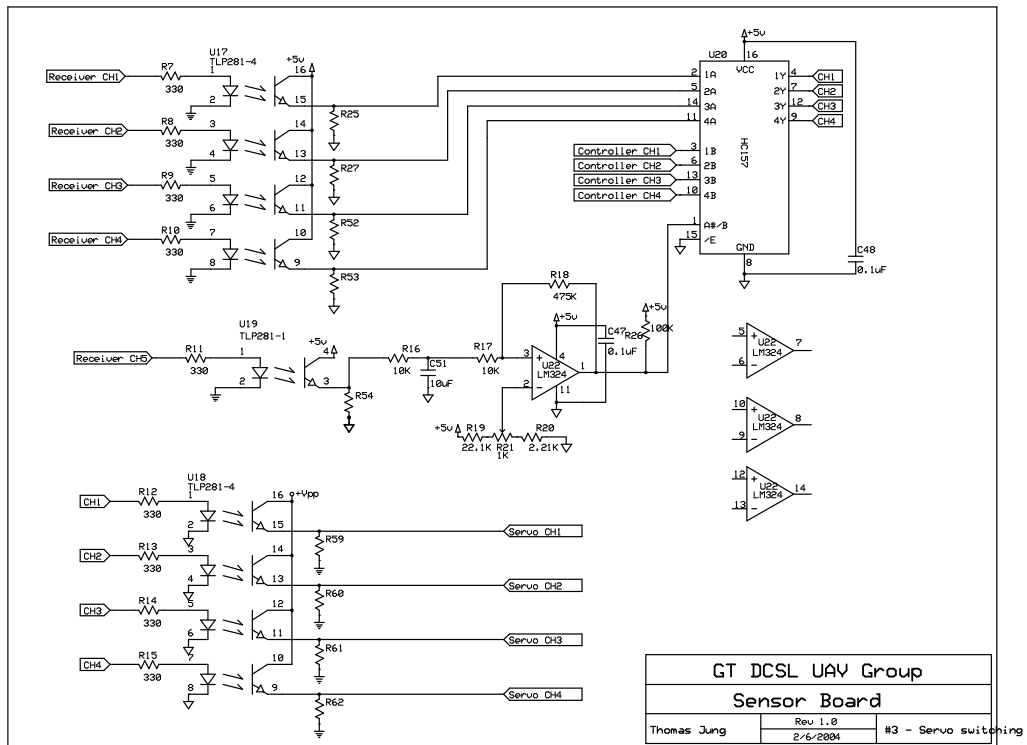 U17
TLP281-4
+5v
Receiver CH1
R7
330
1
2
16
15
R25
Receiver CH2
R8
330
3
4
14
13
R27
Receiver CH3
R9
330
5
6
12
11
R52
Receiver CH4
R10
330
7
8
10
9
R53
+5v
U20
16
VCC
HC157
2 1A
5 2A
14 3A
11 4A
1Y 4 CH1
2Y 7 CH2
3Y 12 CH3
4Y 9 CH4
Controller CH1 3 1B
Controller CH2 6 2B
Controller CH3 13 3B
Controller CH4 10 4B
1 A#/B
15 /E
GND
8
C48
0.1uF
U19
TLP281-1
+5v
Receiver CH5
R11
330
1
2
4
3
R54
R16
10K
C51
10uF
R17
10K
R18
475K
+5v
C47
0.1uF
R26
100K
+5v
3
2
4
11
1
U22
LM324
+5v
R19
22.1K
R21
1K
R20
2.21K
5
6
7
U22
LM324
10
9
8
U22
LM324
12
13
14
U22
LM324
U18
TLP281-4
+Vpp
CH1
R12
330
1
2
16
15
R59
Servo CH1
CH2
R13
330
3
4
14
13
R60
Servo CH2
CH3
R14
330
5
6
12
11
R61
Servo CH3
CH4
R15
330
7
8
10
9
R62
Servo CH4
GT DCSL UAV Group
Sensor Board
Thomas Jung
Rev 1.0
2/6/2004
#3 - Servo switching